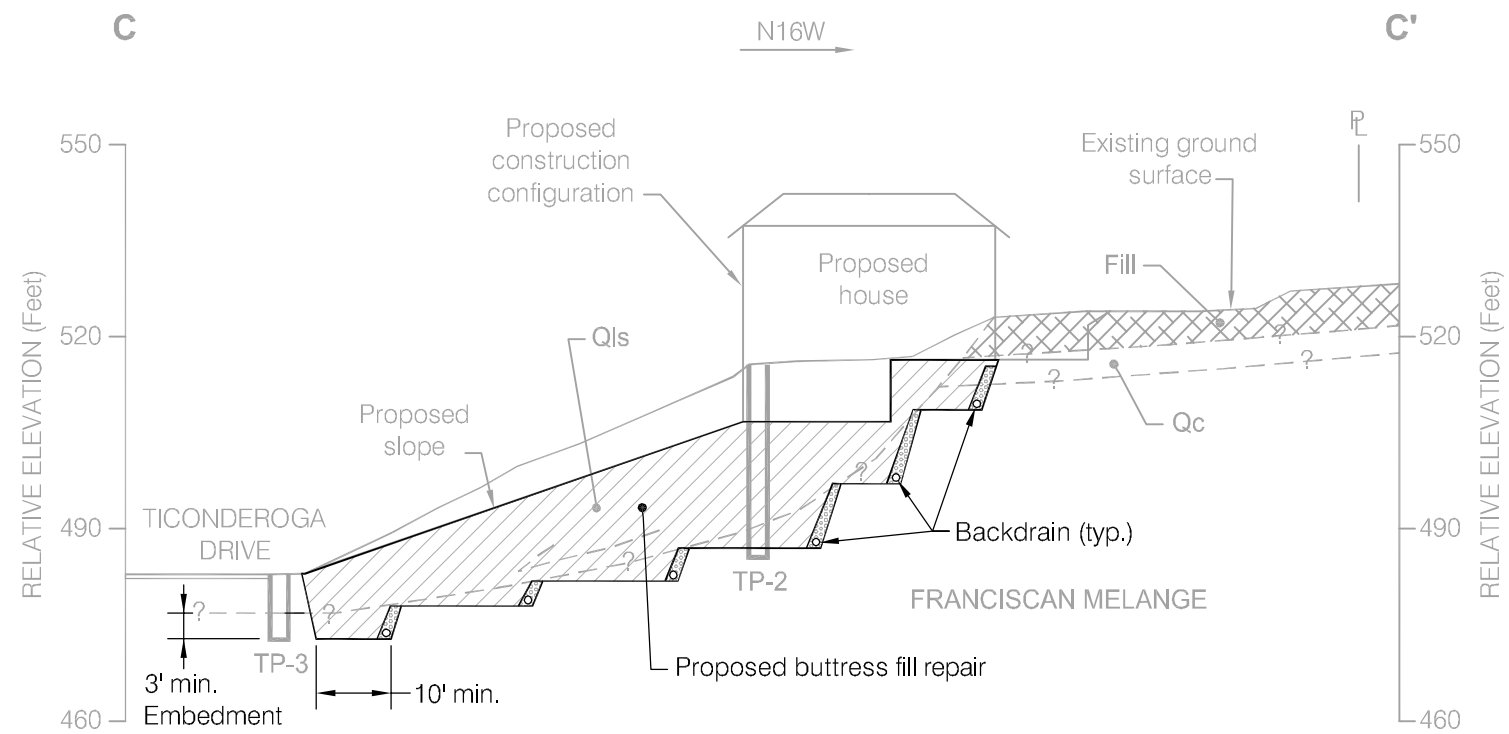 C
N16W
C'
Proposed
construction
configuration
PL
Existing ground
surface
550
550
Proposed
house
Fill
520
520
Qls
?
?
?
?
Proposed
slope
Qc
RELATIVE ELEVATION (Feet)
RELATIVE ELEVATION (Feet)
?
490
490
TICONDEROGA
DRIVE
Backdrain (typ.)
?
TP-2
FRANCISCAN MELANGE
?
?
TP-3
Proposed buttress fill repair
3' min.
Embedment
10' min.
460
460